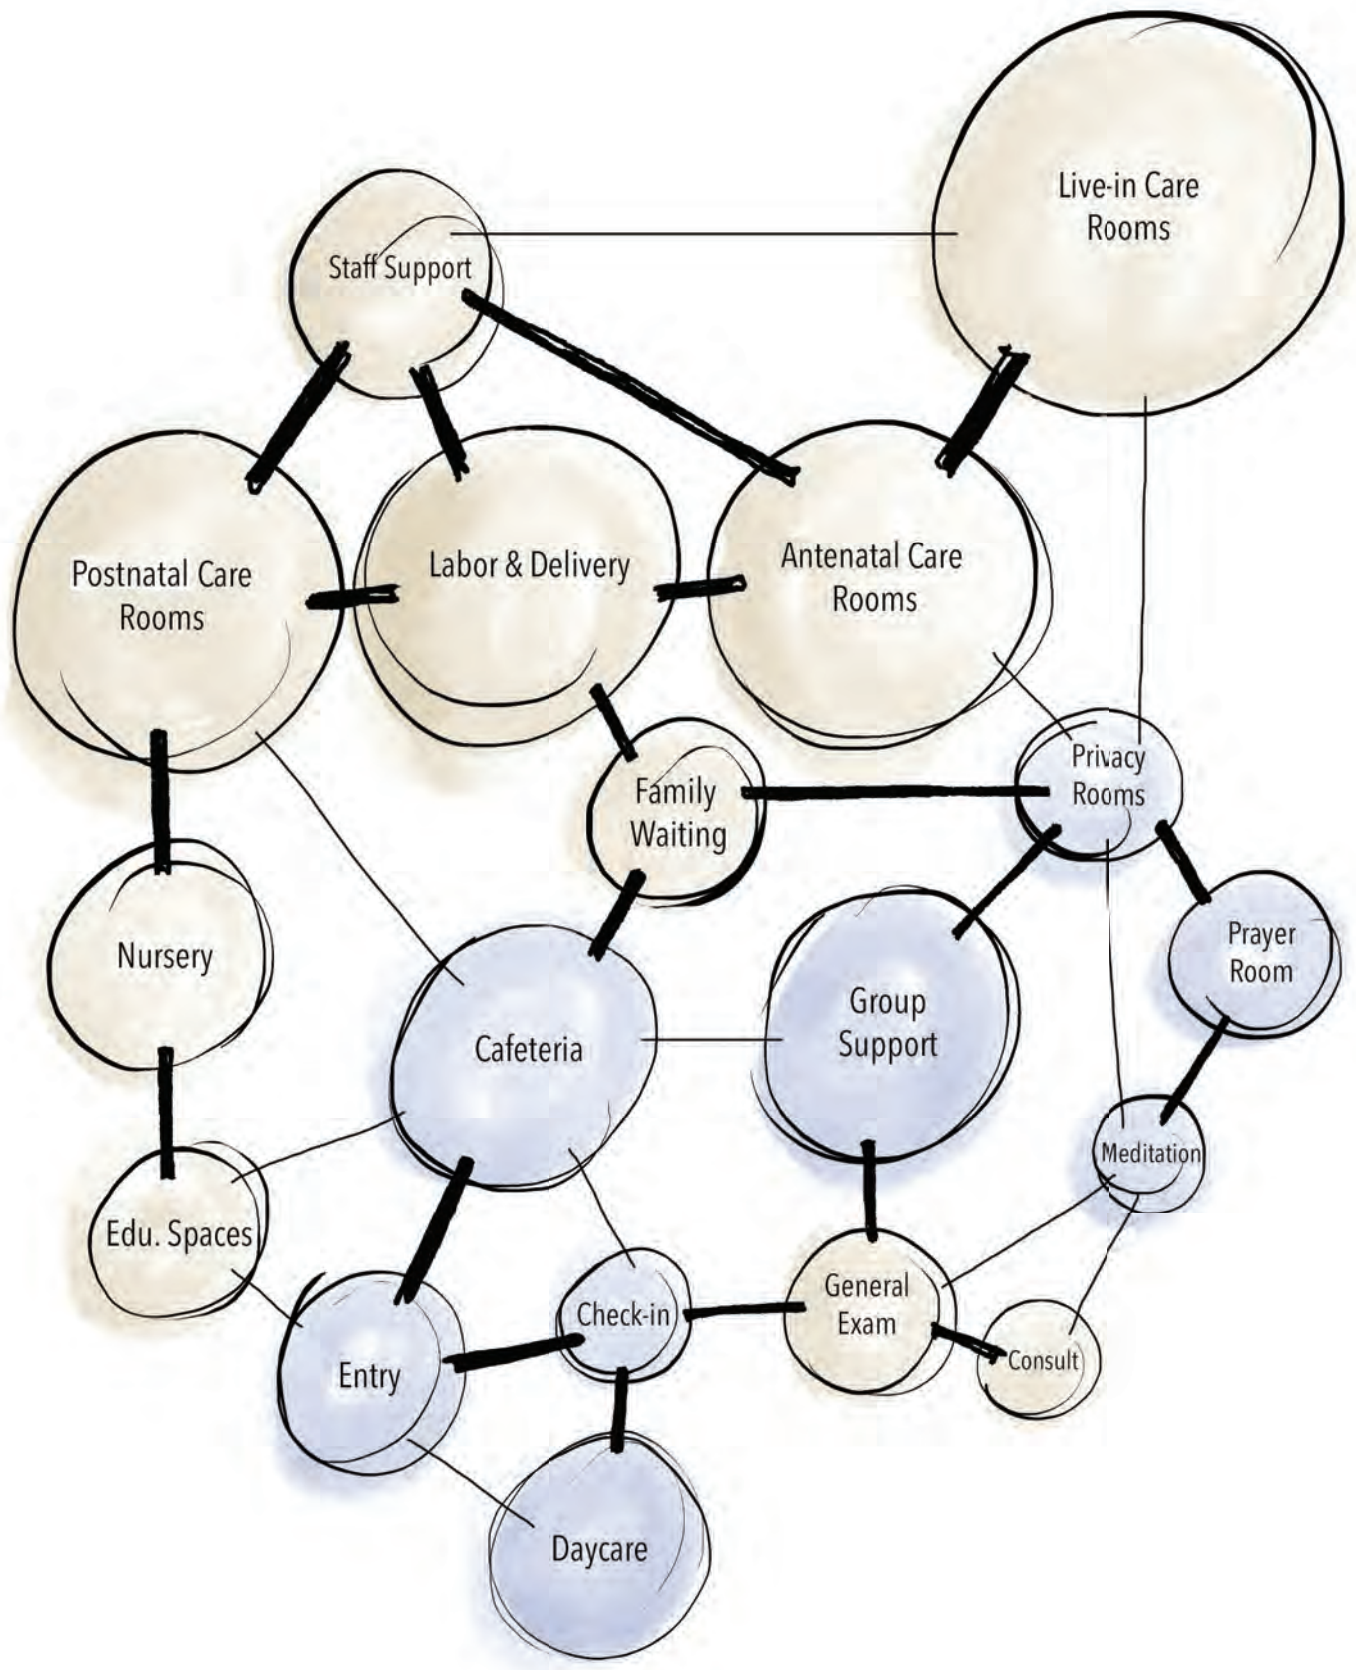 Live-in Care
Rooms
Staff Support
Postnatal Care
Rooms
Labor & Delivery
Antenatal Care
Rooms
Family
Waiting
Privacy
Rooms
Nursery
Cafeteria
Group
Support
Prayer
Room
Meditation
Edu. Spaces
Entry
Check-in
General
Exam
Consult
Daycare